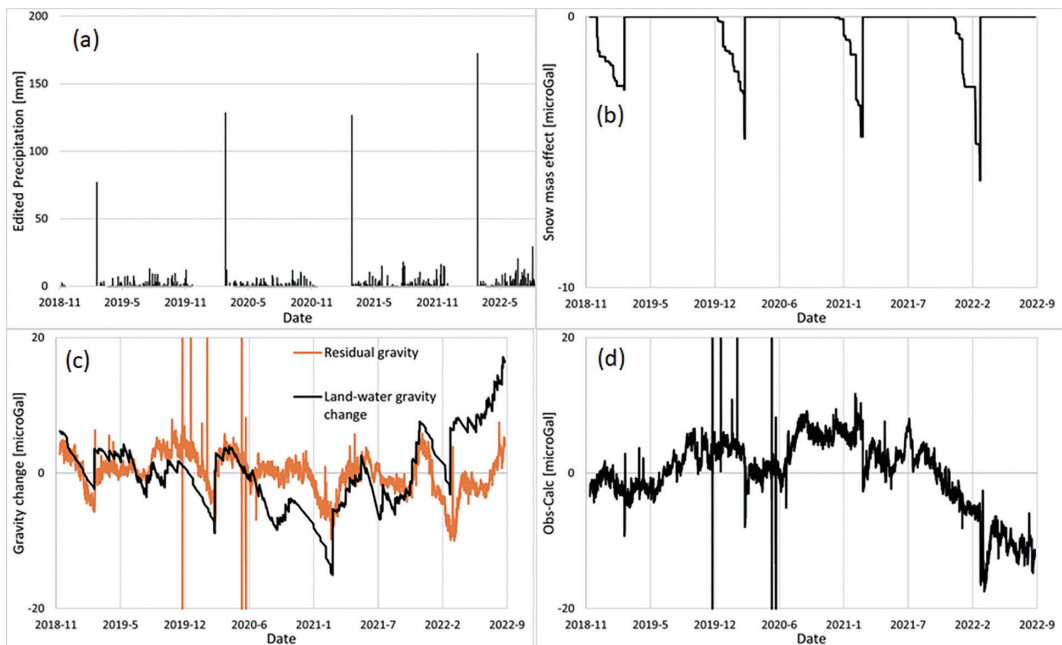 (a)
Edited Precipitation [mm]
200
150
100
50
0
2018-11 2019-5 2019-11 2020-5 2020-11 2021-5 2021-11 2022-5
Date
(b)
Snow msas effect [microGal]
0
-10
2018-11 2019-5 2019-12 2020-6 2021-1 2021-7 2022-2 2022-9
Date
(c)
Gravity change [microGal]
20
0
-20
Residual gravity
Land-water gravity
change
2018-11 2019-5 2019-12 2020-6 2021-1 2021-7 2022-2 2022-9
Date
(d)
Obs-Calc [microGal]
20
0
-20
2018-11 2019-5 2019-12 2020-6 2021-1 2021-7 2022-2 2022-9
Date